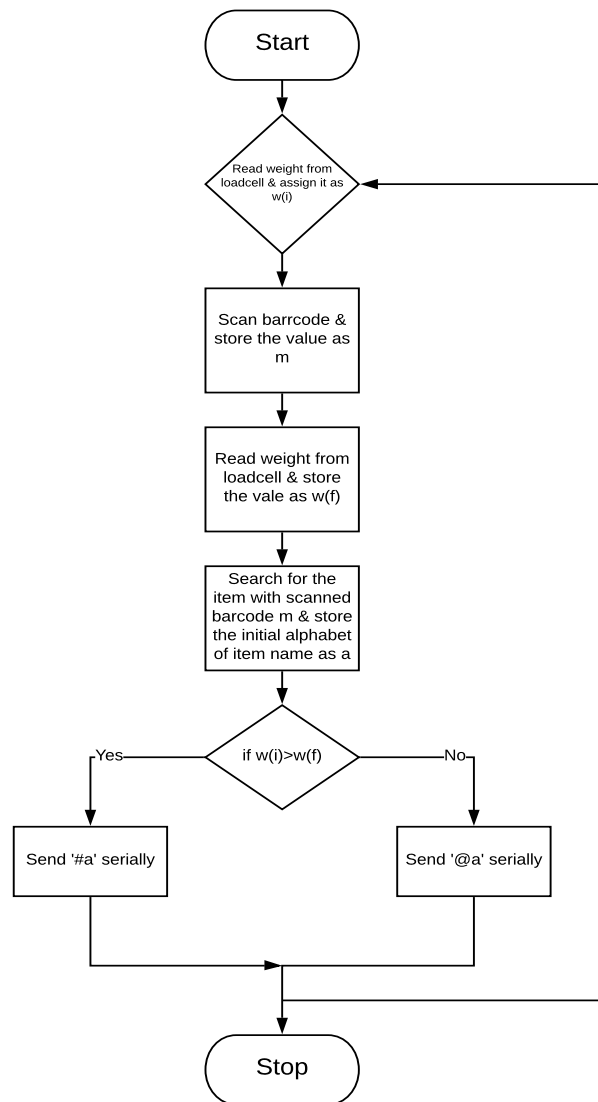 Start
Read weight from
loadcell & assign it as
w(i)
Scan barrcode &
store the value as
m
Read weight from
loadcell & store
the vale as w(f)
Search for the
item with scanned
barcode m & store
the initial alphabet
of item name as a
if w(i)>w(f)
Yes
No
Send '#a' serially
Send '@a' serially
Stop